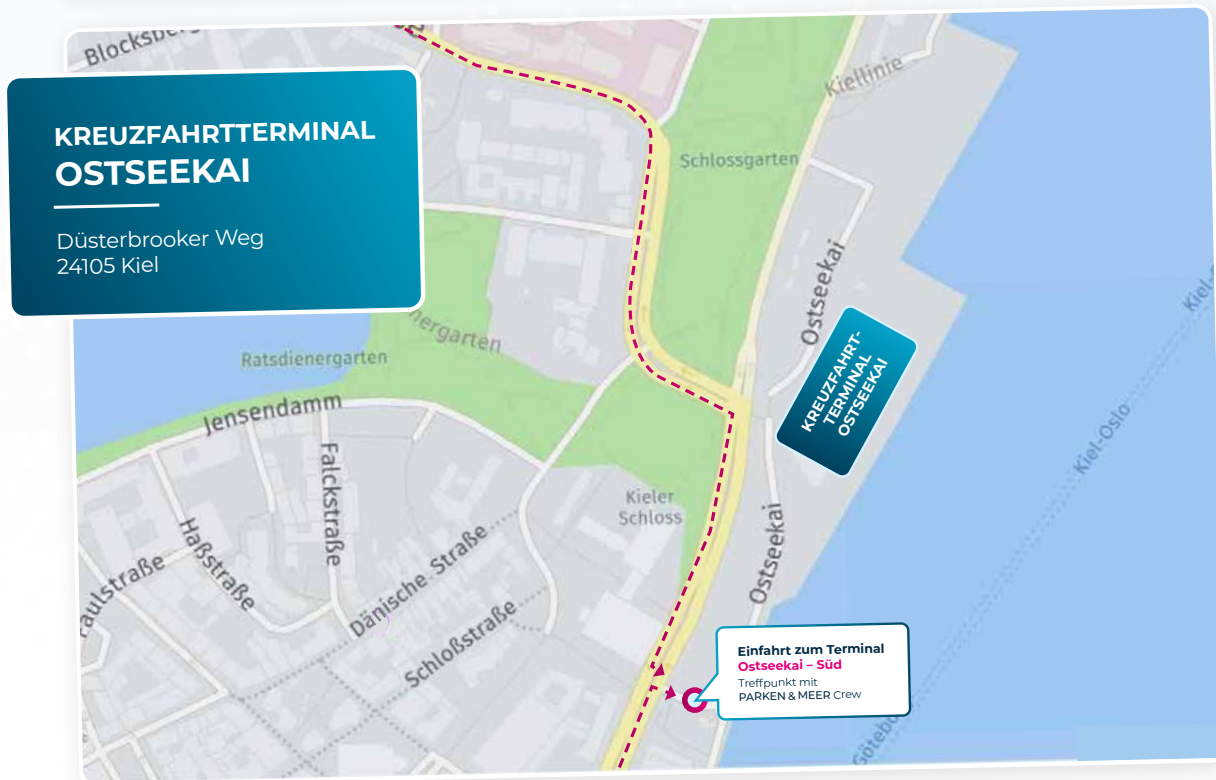 KREUZFAHRTTERMINAL
OSTSEEKAI
Düsterbrooker Weg
24105 Kiel
Kiellinie
Schlossgarten
Ostseekai
KREUZFAHRT-
TERMINAL
OSTSEEKAI
Ratsdienergarten
Jensendamm
Falckstraße
Haßstraße
Kieler
Schloss
Kiel-Oslo
Dänische Straße
Ostseekai
Schloßstraße
Einfahrt zum Terminal
Ostseekai – Süd
Treffpunkt mit
PARKEN & MEER Crew